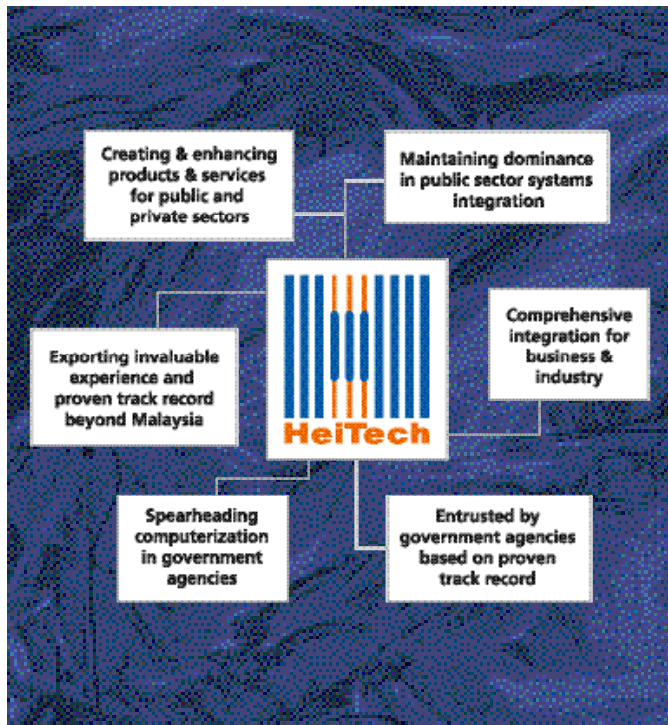 Creating & enhancing
products & services
for public and
private sectors
Maintaining dominance
in public sector systems
integration
Exporting invaluable
experience and
proven track record
beyond Malaysia
HeiTech
Comprehensive
integration for
business &
industry
Spearheading
computerization
in government
agencies
Entrusted by
government agencies
based on proven
track record